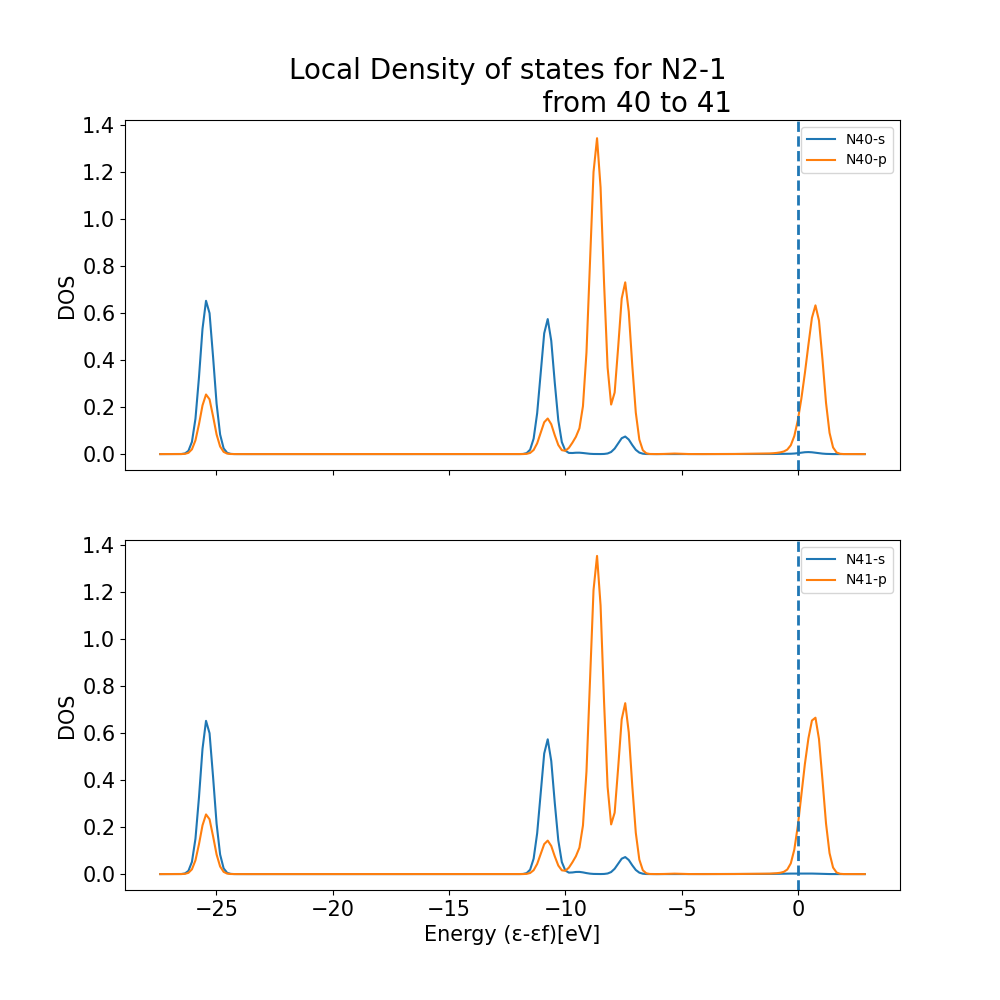 Local Density of states for N2-1
from 40 to 41
1.4
1.2
1.0
0.8
0.6
0.4
0.2
0.0
DOS
N40-s
N40-p
1.4
1.2
1.0
0.8
0.6
0.4
0.2
0.0
DOS
N41-s
N41-p
−25
−20
−15
−10
−5
0
Energy (ε-εf)[eV]